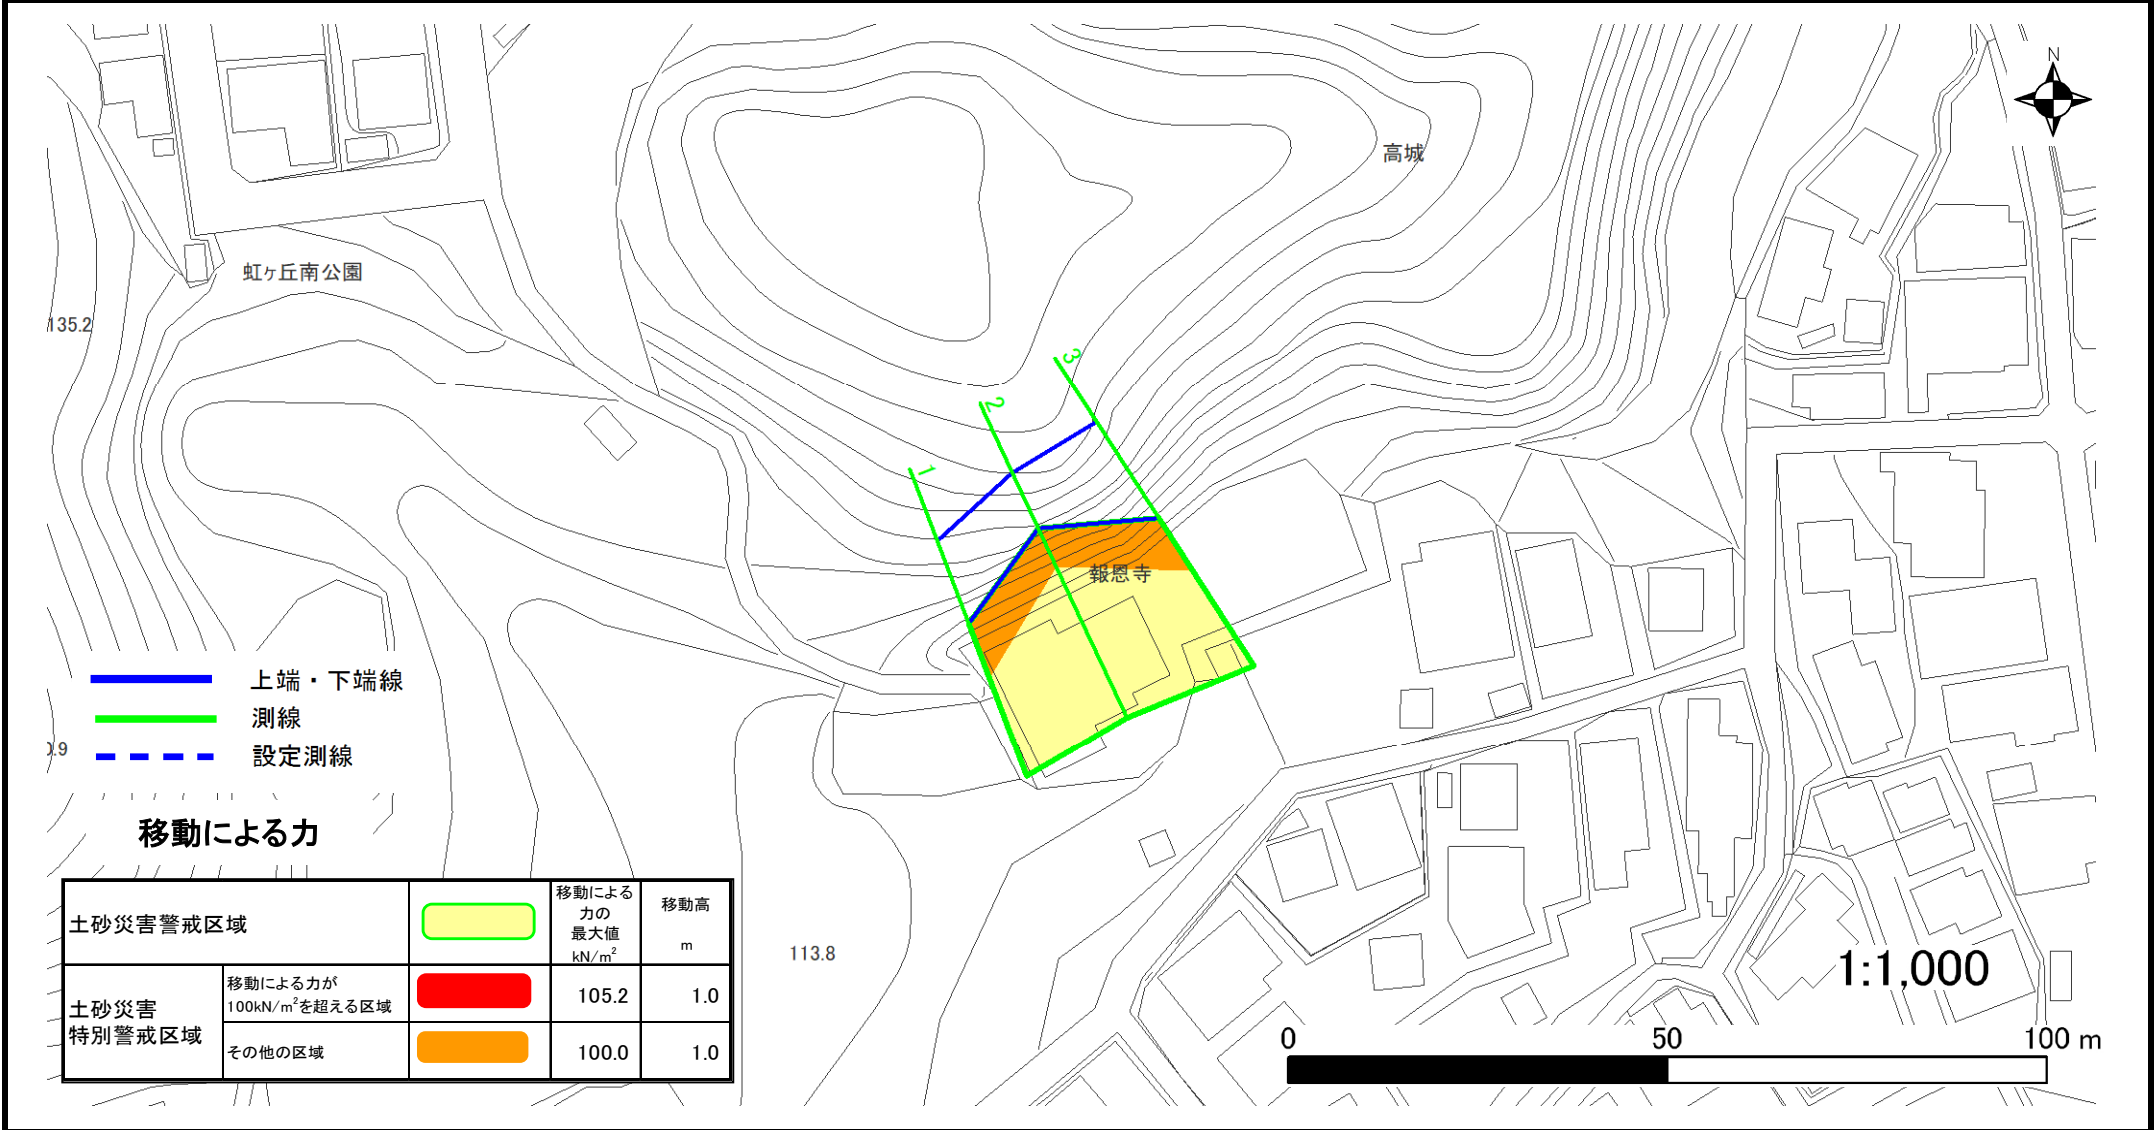 N
高城
虹ヶ丘南公園
135.2
3
2
1
報恩寺
上端・下端線
測線
0.9
設定測線
移動による力
土砂災害警戒区域
移動による
力の
最大値
kN/m²
移動高
m
土砂災害
特別警戒区域
移動による力が
100kN/m²を超える区域
105.2
1.0
その他の区域
100.0
1.0
113.8
1:1,000
0
50
100 m